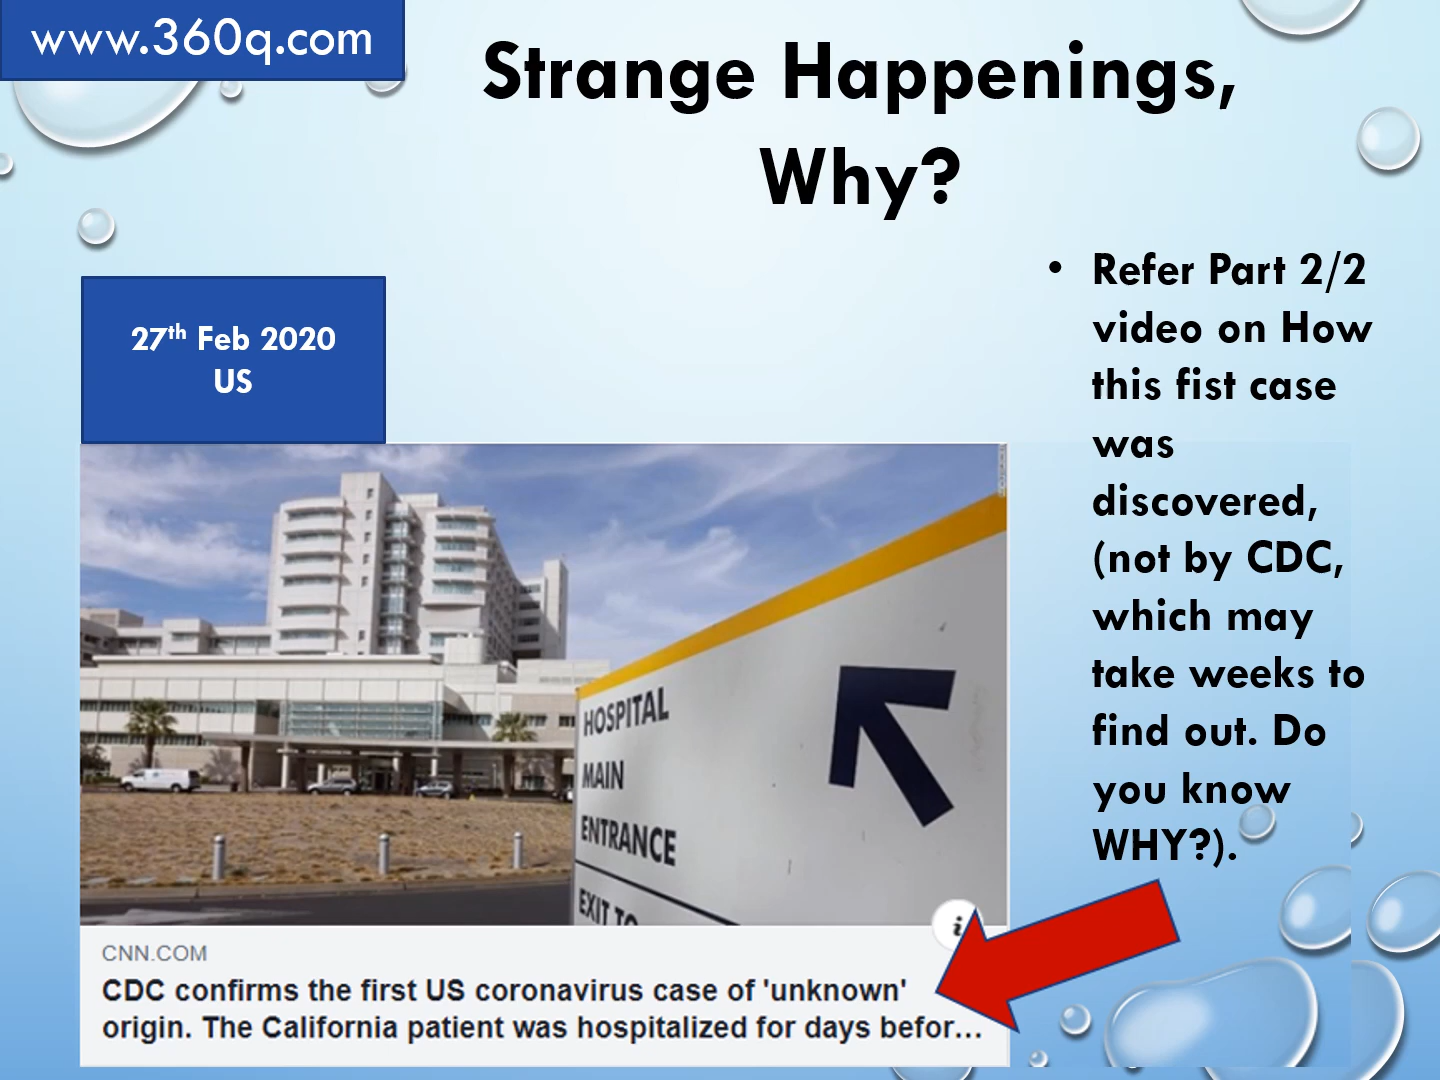 www.360q.com
Strange Happenings,
Why?
27th Feb 2020
US
• Refer Part 2/2
video on How
this fist case
was
discovered,
(not by CDC,
which may
take weeks to
find out. Do
you know
WHY?).
HOSPITAL
MAIN
ENTRANCE
EXIT TO
i
CNN.COM
CDC confirms the first US coronavirus case of 'unknown'
origin. The California patient was hospitalized for days befor...